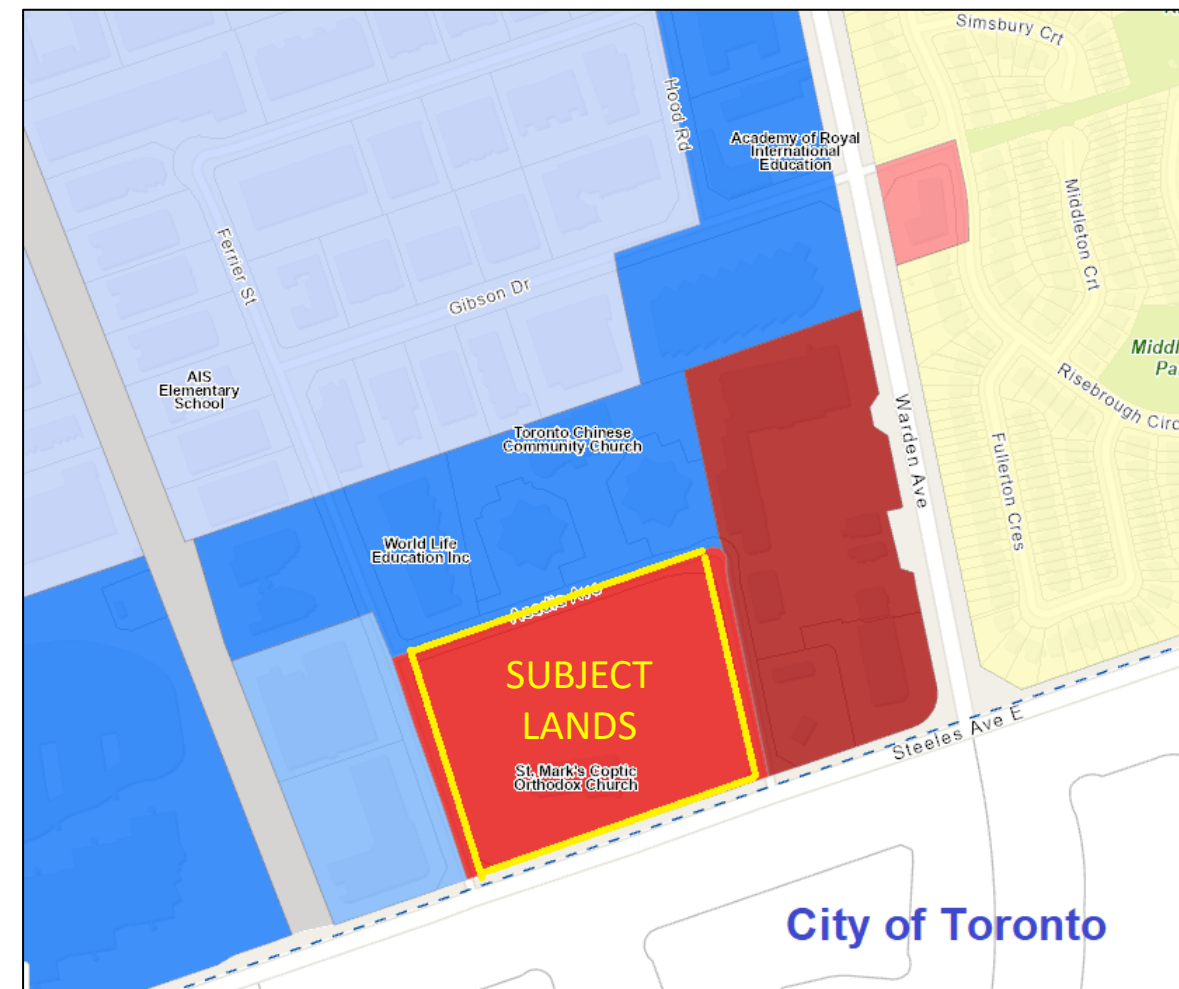 Simsbury Crt
Hood Rd
Academy of Royal
International
Education
Middleton Crt
Ferrier St
Gibson Dr
Middl
Pa
AIS
Elementary
School
Risebrough Circ
Warden Ave
Toronto Chinese
Community Church
Fullerton Cres
World Life
Education Inc
Acadia Ave
SUBJECT
LANDS
Steeles Ave E
St. Mark's Coptic
Orthodox Church
City of Toronto